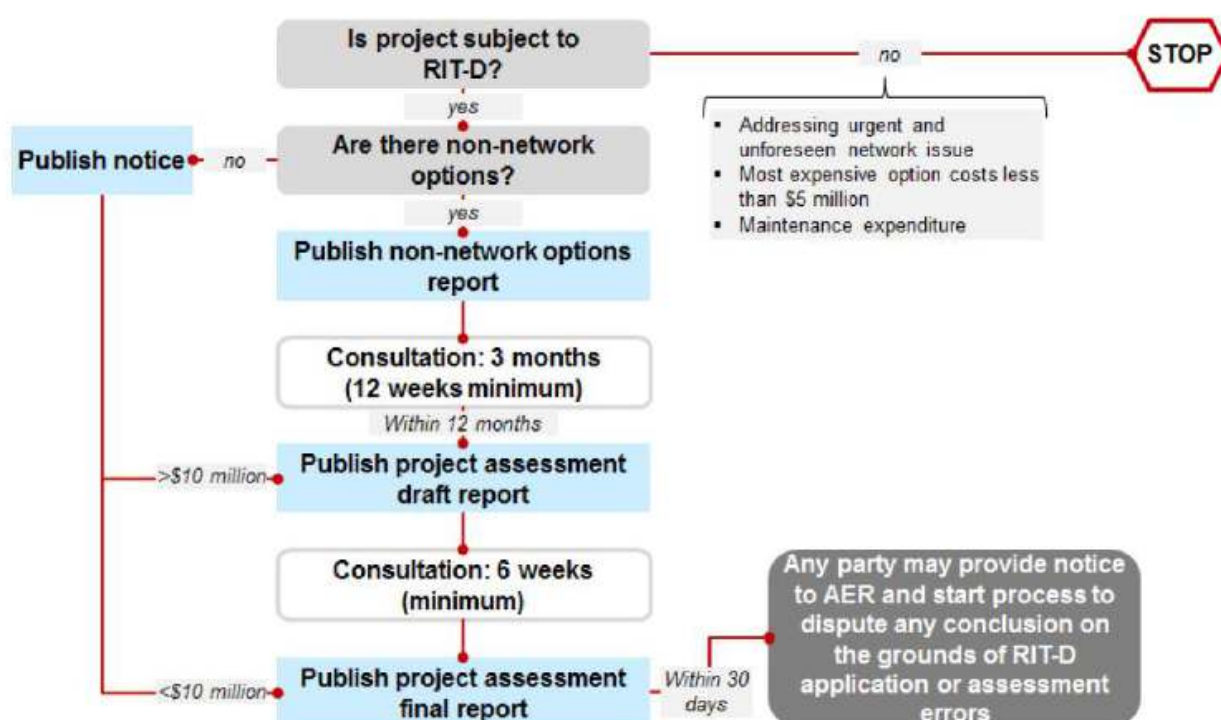 Is project subject to
RIT-D?
no
STOP
yes
▪ Addressing urgent and
unforeseen network issue
▪ Most expensive option costs less
than $5 million
▪ Maintenance expenditure
Publish notice
no
Are there non-network
options?
yes
Publish non-network options
report
Consultation: 3 months
(12 weeks minimum)
Within 12 months
>$10 million
Publish project assessment
draft report
Consultation: 6 weeks
(minimum)
<$10 million
Publish project assessment
final report
Within 30
days
Any party may provide notice
to AER and start process to
dispute any conclusion on
the grounds of RIT-D
application or assessment
errors